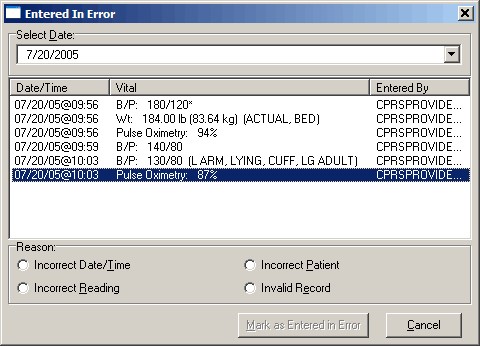 Entered In Error
Select Date:
7/20/2005
Date/Time Vital Entered By
07/20/05@09:56 B/P: 180/120* CPRSPROVIDE...
07/20/05@09:56 Wt: 184.00 lb (83.64 kg) (ACTUAL, BED) CPRSPROVIDE...
07/20/05@09:56 Pulse Oximetry: 94% CPRSPROVIDE...
07/20/05@09:59 B/P: 140/80 CPRSPROVIDE...
07/20/05@10:03 B/P: 130/80 (L ARM, LYING, CUFF, LG ADULT) CPRSPROVIDE...
07/20/05@10:03 Pulse Oximetry: 87% CPRSPROVIDE...
Reason:
Incorrect Date/Time Incorrect Patient
Incorrect Reading Invalid Record
Mark as Entered in Error Cancel